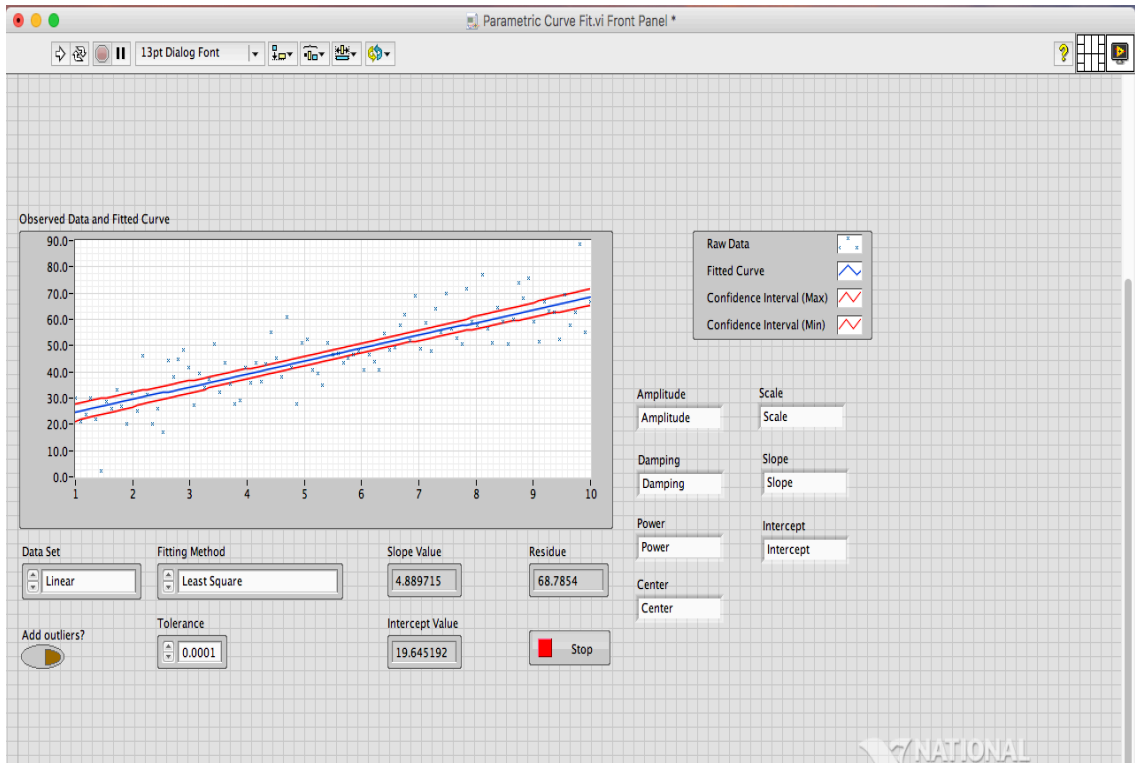 Parametric Curve Fit.vi Front Panel *
13pt Dialog Font
?
Observed Data and Fitted Curve
90.0
80.0
70.0
60.0
50.0
40.0
30.0
20.0
10.0
0.0
1 2 3 4 5 6 7 8 9 10
Raw Data
Fitted Curve
Confidence Interval (Max)
Confidence Interval (Min)
Amplitude Scale
Amplitude Scale
Damping Slope
Damping Slope
Power Intercept
Power Intercept
Center
Center
Data Set Fitting Method Slope Value Residue
Linear Least Square 4.889715 68.7854
Add outliers? Tolerance Intercept Value
0.0001 19.645192 Stop
NATIONAL